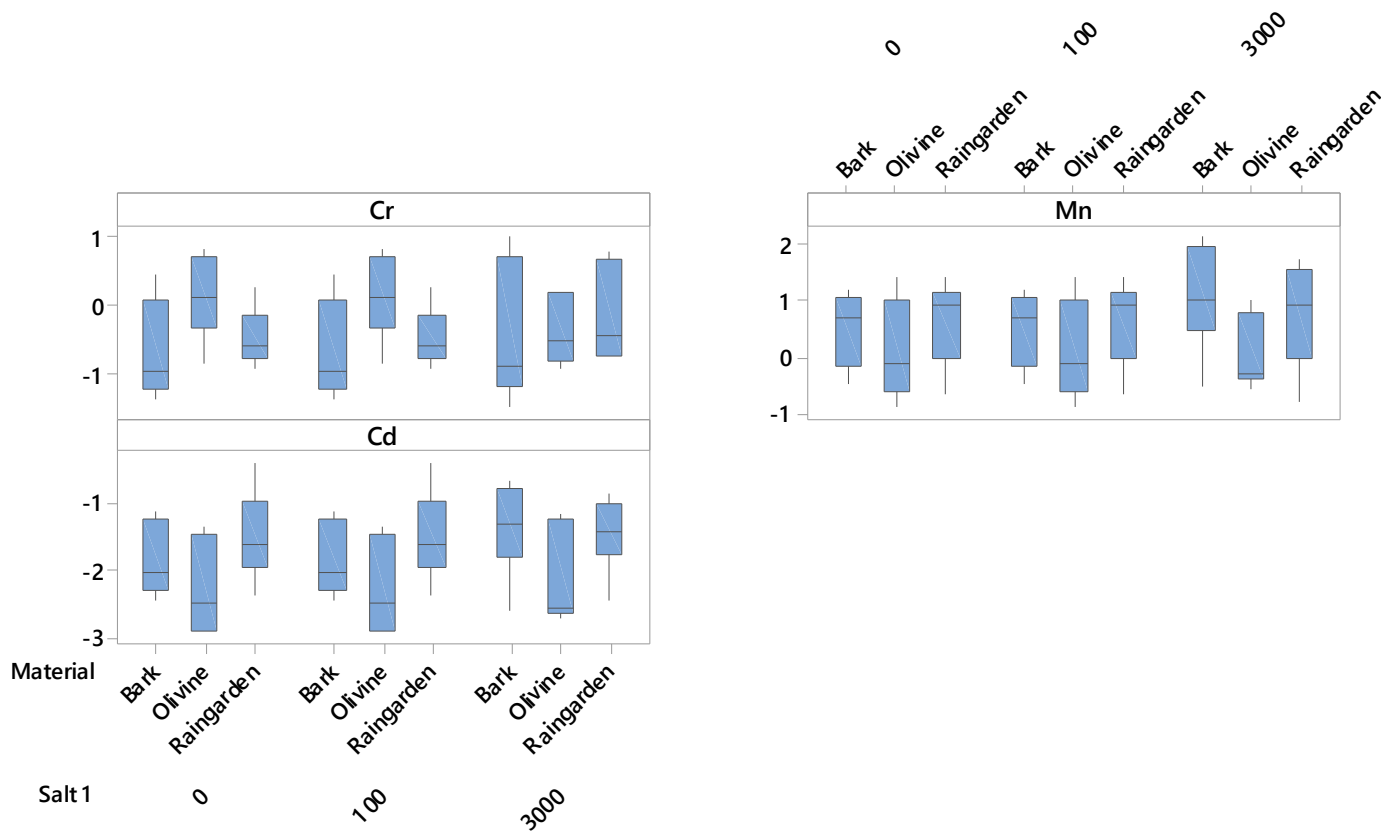 0 100 3000
Bark Olivine Raingarden Bark Olivine Raingarden Bark Olivine Raingarden
Cr
1
0
-1
Cd
-1
-2
-3
Mn
2
1
0
-1
Material Bark Olivine Raingarden Bark Olivine Raingarden Bark Olivine Raingarden
Salt 1 0 100 3000